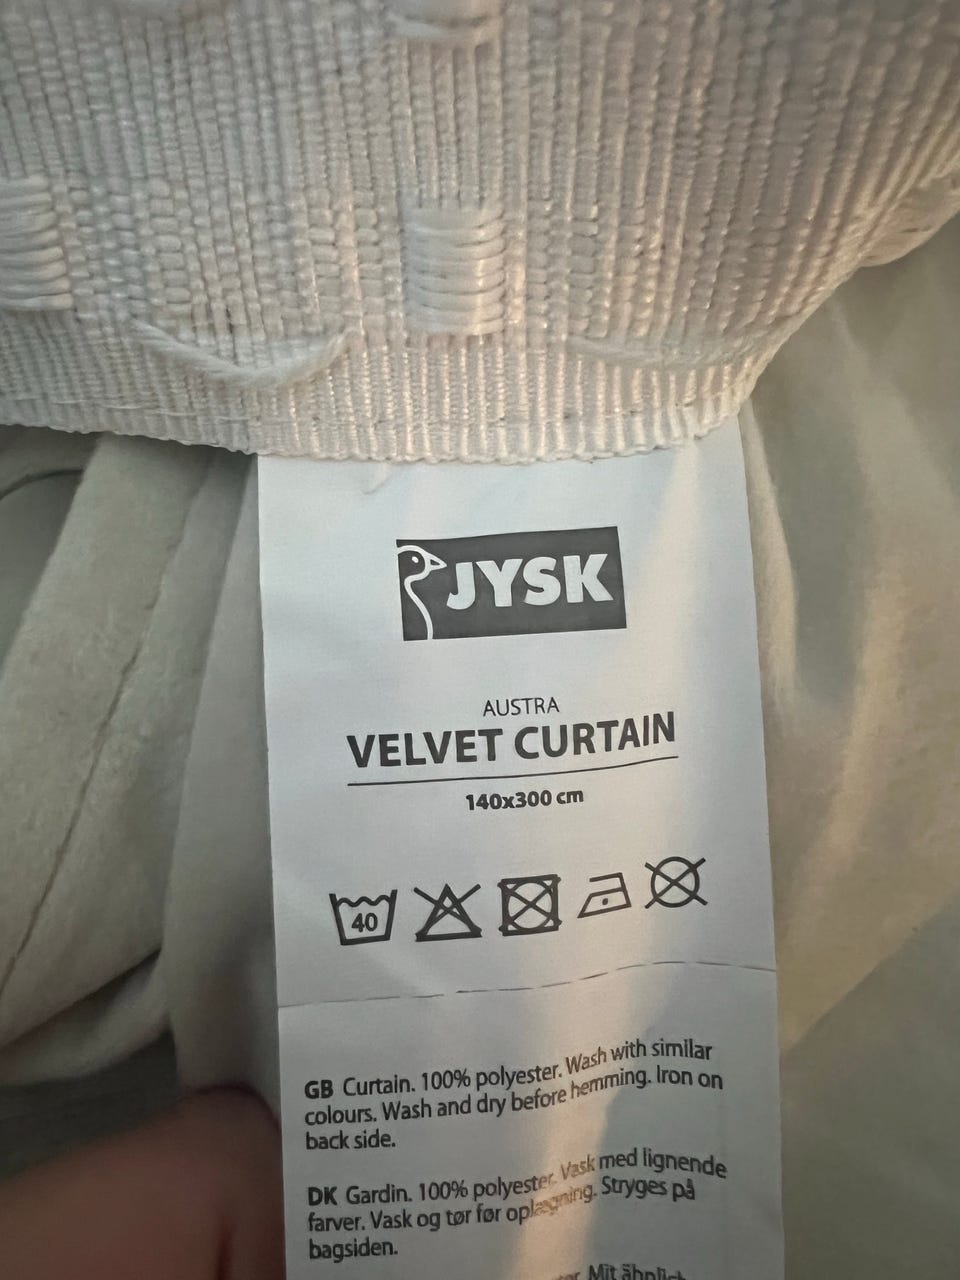 JYSK
AUSTRA
VELVET CURTAIN
140x300 cm
40
GB Curtain. 100% polyester. Wash with similar
colours. Wash and dry before hemming. Iron on
back side.
DK Gardin. 100% polyester. Vask med lignende
farver. Vask og tør før oplægning. Stryges på
bagsiden.
Mit